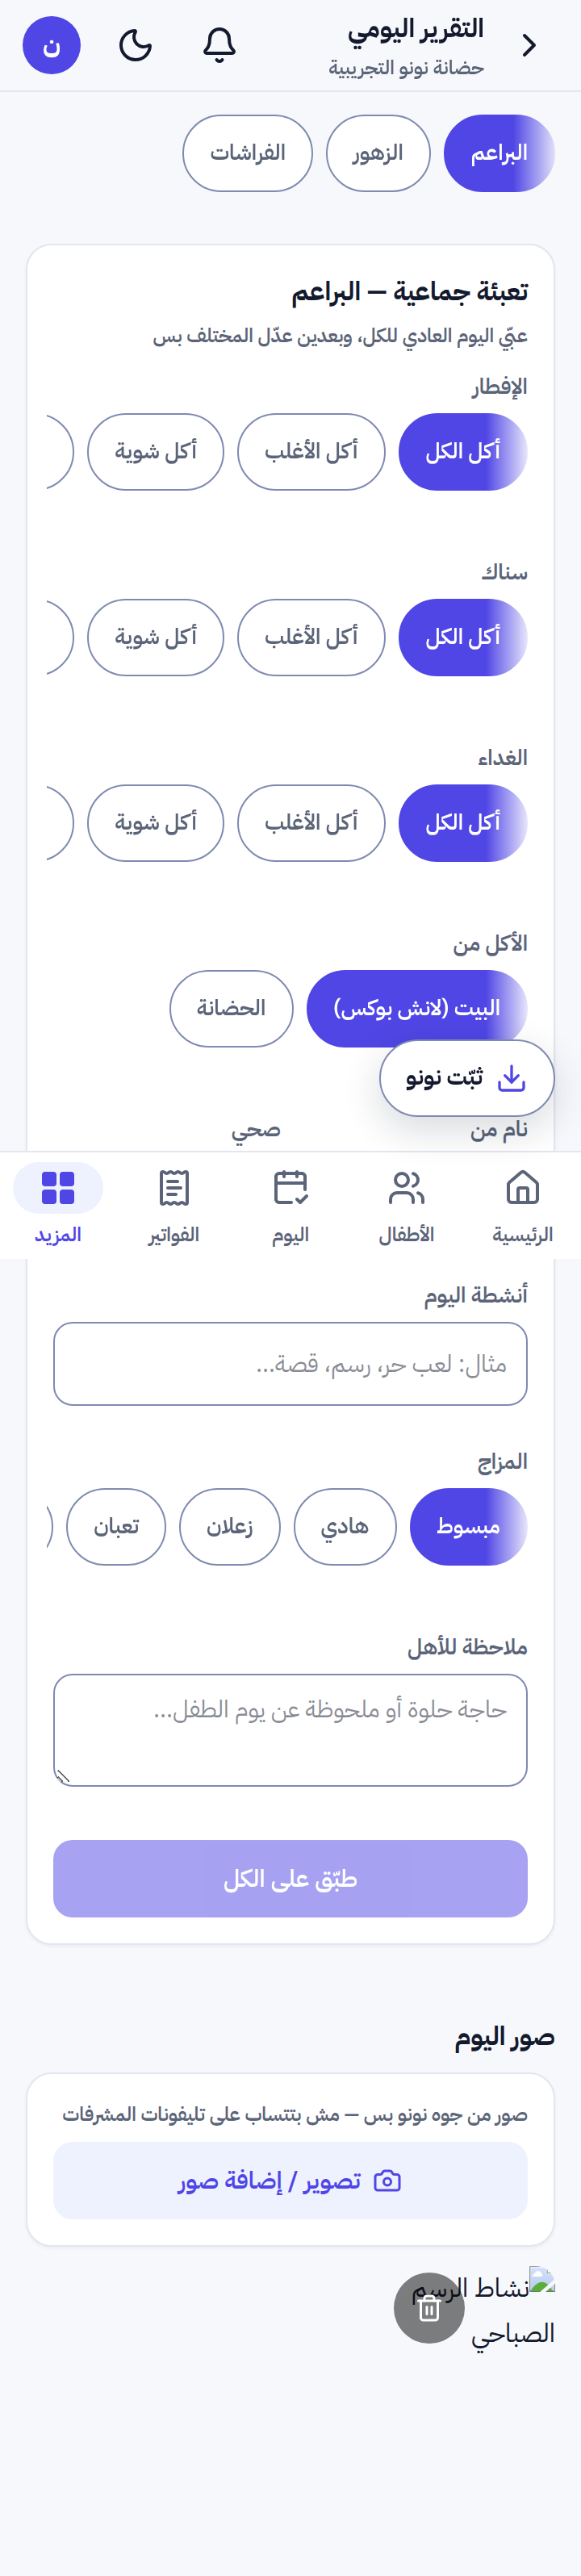 التقرير اليومي
حضانة نونو التجريبية
ن
البراعم
الزهور
الفراشات
تعبئة جماعية — البراعم
عبّي اليوم العادي للكل، وبعدين عدّل المختلف بس
الإفطار
أكل الكل
أكل الأغلب
أكل شوية
سناك
أكل الكل
أكل الأغلب
أكل شوية
الغداء
أكل الكل
أكل الأغلب
أكل شوية
الأكل من
البيت (لانش بوكس)
الحضانة
ثبّت نونو
نام من
صحي
الرئيسية
الأطفال
اليوم
الفواتير
المزيد
أنشطة اليوم
مثال: لعب حر، رسم، قصة...
المزاج
مبسوط
هادي
زعلان
تعبان
ملاحظة للأهل
حاجة حلوة أو ملحوظة عن يوم الطفل...
طبّق على الكل
صور اليوم
صور من جوه نونو بس — مش بتتساب على تليفونات المشرفات
تصوير / إضافة صور
نشاط الرسم
الصباحي